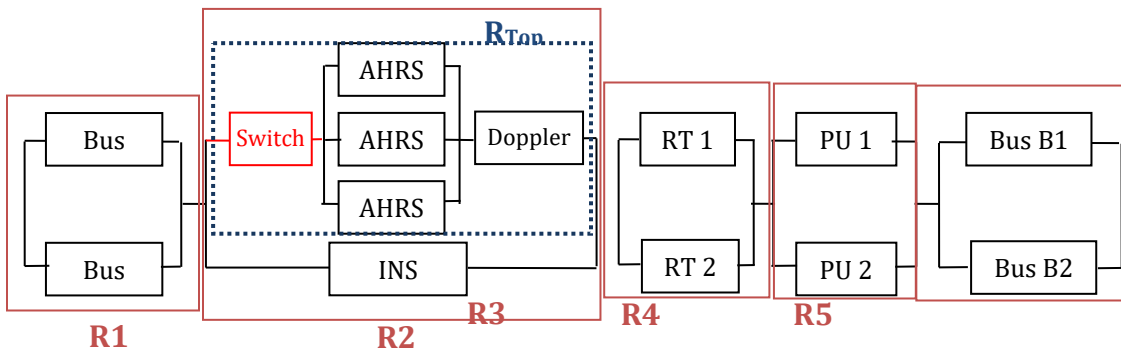 R_Top
AHRS
Bus
Switch
AHRS
Doppler
RT 1
PU 1
Bus B1
AHRS
Bus
INS
RT 2
PU 2
Bus B2
R1
R2
R3
R4
R5